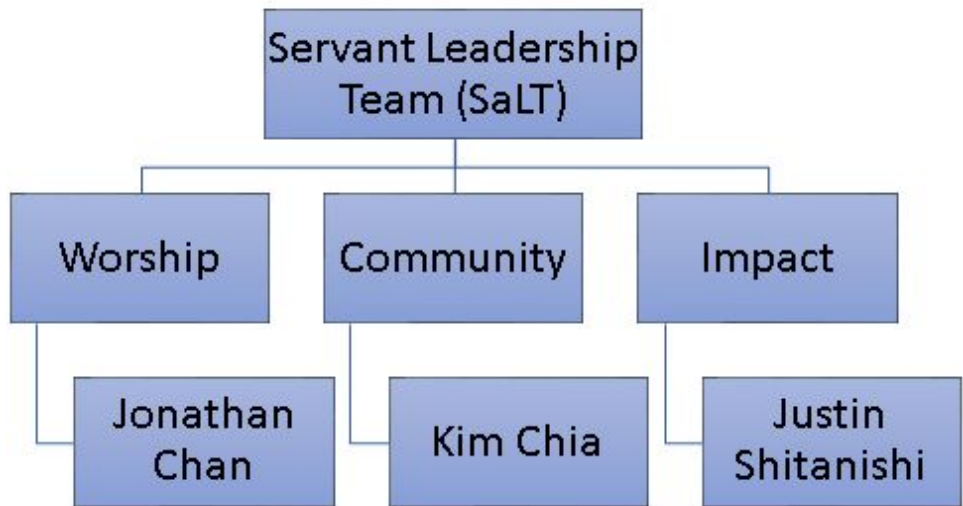 Servant Leadership
Team (SaLT)
Worship
Community
Impact
Jonathan
Chan
Kim Chia
Justin
Shitanishi